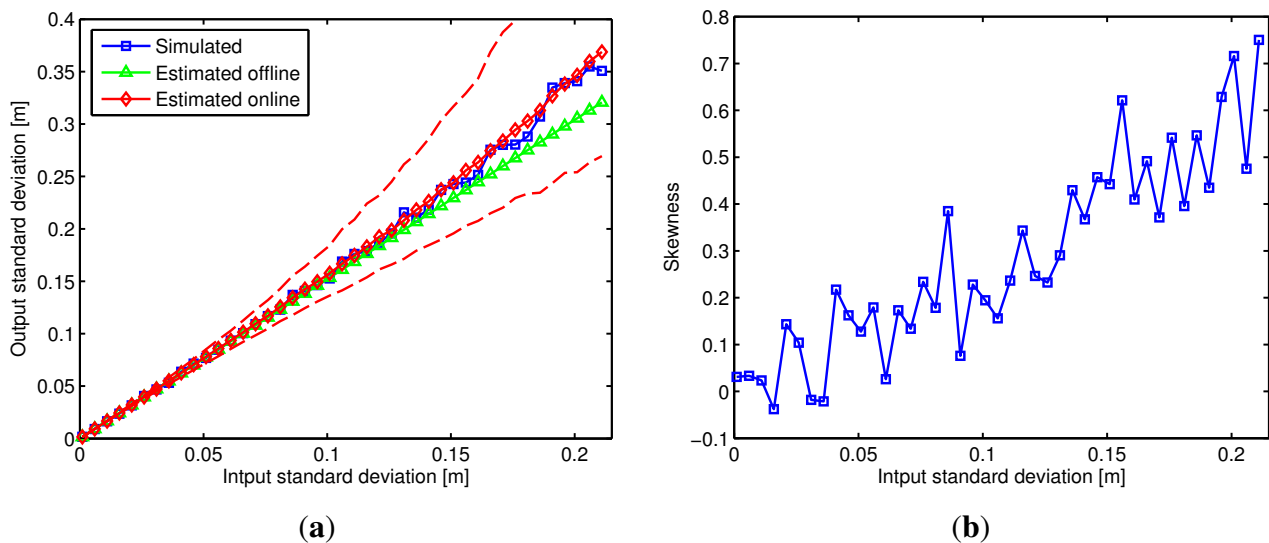 0.4
0.35
0.3
0.25
0.2
0.15
0.1
0.05
0
Output standard deviation [m]
Simulated
Estimated offline
Estimated online
0 0.05 0.1 0.15 0.2
Intput standard deviation [m]
(a)
0.8
0.7
0.6
0.5
0.4
0.3
0.2
0.1
0
−0.1
Skewness
0 0.05 0.1 0.15 0.2
Intput standard deviation [m]
(b)